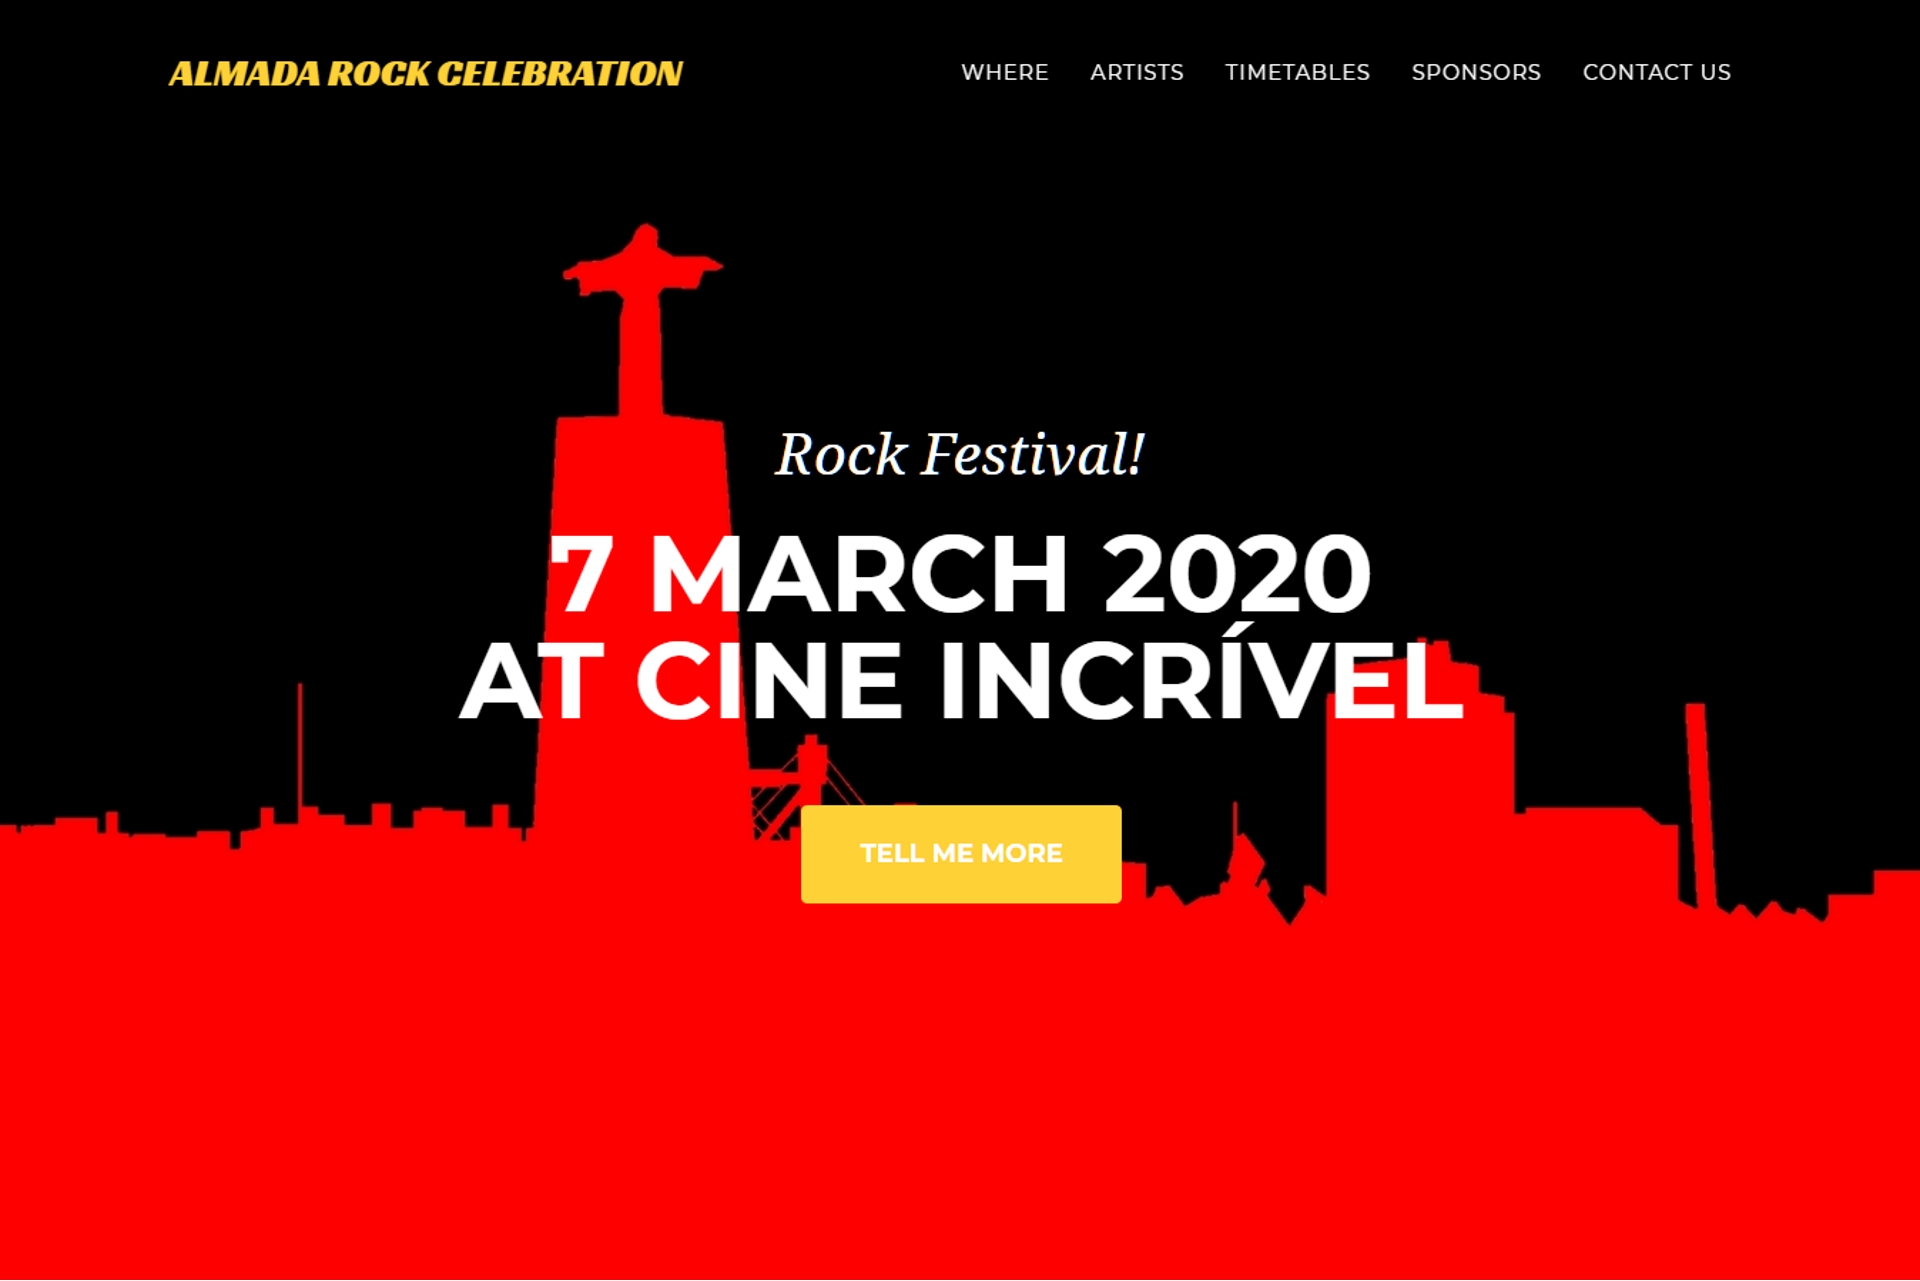 ALMADA ROCK CELEBRATION
WHERE ARTISTS TIMETABLES SPONSORS CONTACT US
Rock Festival!
7 MARCH 2020
AT CINE INCRÍVEL
TELL ME MORE